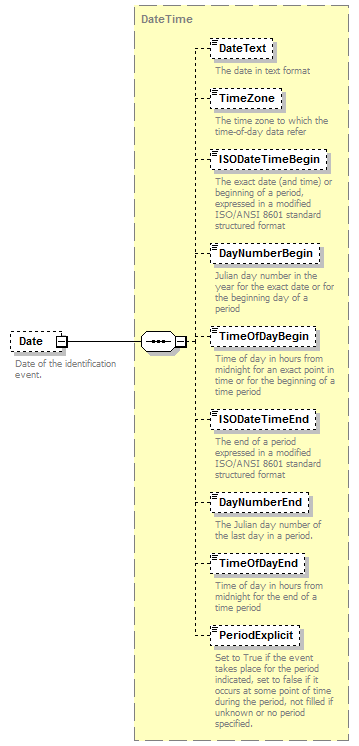 DateTime
DateText
The date in text format
TimeZone
The time zone to which the
time-of-day data refer
ISODateTimeBegin
The exact date (and time) or
beginning of a period,
expressed in a modified
ISO/ANSI 8601 standard
structured format
DayNumberBegin
Julian day number in the
year for the exact date or for
the beginning day of a
period
Date
Date of the identification
event.
TimeOfDayBegin
Time of day in hours from
midnight for an exact point in
time or for the beginning of a
time period
ISODateTimeEnd
The end of a period
expressed in a modified
ISO/ANSI 8601 standard
structured format
DayNumberEnd
The Julian day number of
the last day in a period.
TimeOfDayEnd
Time of day in hours from
midnight for the end of a
time period
PeriodExplicit
Set to True if the event
takes place for the period
indicated, set to false if it
occurs at some point of time
during the period, not filled if
unknown or no period
specified.